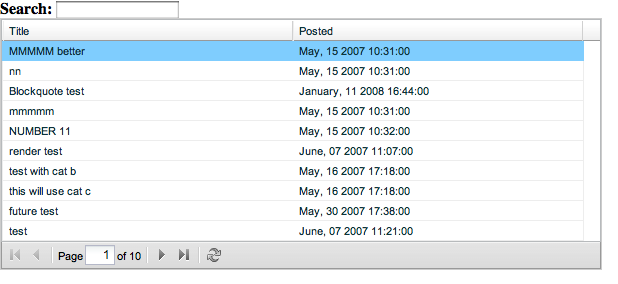 Search:
Title Posted
MMMMM better May, 15 2007 10:31:00
nn May, 15 2007 10:31:00
Blockquote test January, 11 2008 16:44:00
mmmmm May, 15 2007 10:31:00
NUMBER 11 May, 15 2007 10:32:00
render test June, 07 2007 11:07:00
test with cat b May, 16 2007 17:18:00
this will use cat c May, 16 2007 17:18:00
future test May, 30 2007 17:38:00
test June, 07 2007 11:21:00
Page 1 of 10